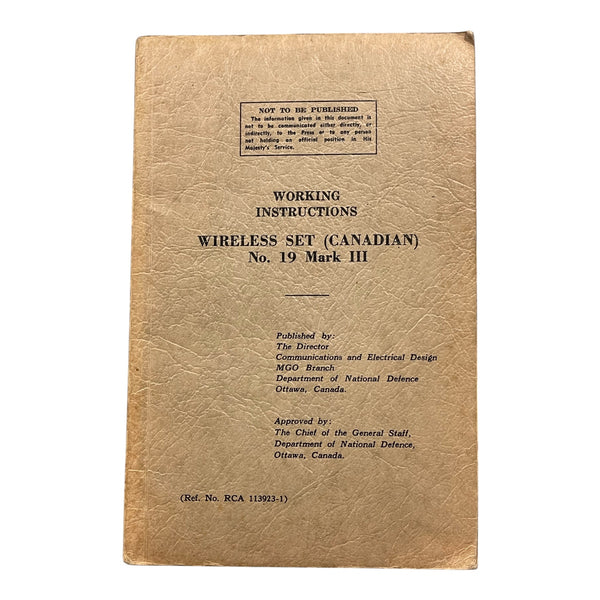 NOT TO BE PUBLISHED
The information given in this document is
not to be communicated either directly, or
indirectly, to the Press or to any person
not holding an official position in His
Majesty's Service.
WORKING
INSTRUCTIONS
WIRELESS SET (CANADIAN)
No. 19 Mark III
Published by:
The Director
Communications and Electrical Design
MGO Branch
Department of National Defence
Ottawa, Canada.
Approved by:
The Chief of the General Staff,
Department of National Defence,
Ottawa, Canada.
(Ref. No. RCA 113923-1)